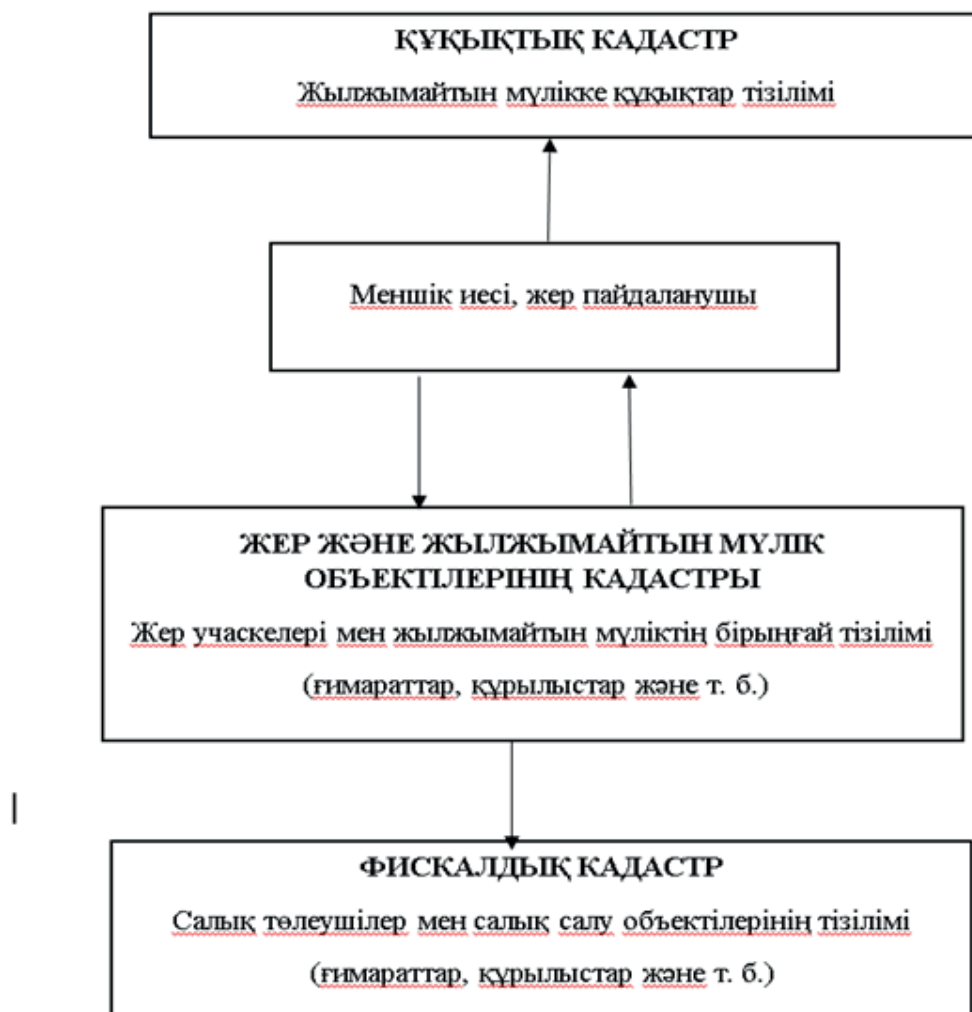 ҚҰҚЫҚТЫҚ КАДАСТР
Жылжымайтын мүлікке құқықтар тізілімі
Меншік иесі, жер пайдаланушы
ЖЕР ЖӘНЕ ЖЫЛЖЫМАЙТЫН МҮЛІК
ОБЪЕКТІЛЕРІНІҢ КАДАСТРЫ
Жер учаскелері мен жылжымайтын мүліктің бірыңғай тізілімі
(ғимараттар, құрылыстар және т. б.)
ФИСКАЛДЫҚ КАДАСТР
Салық төлеушілер мен салық салу объектілерінің тізілімі
(ғимараттар, құрылыстар және т. б.)